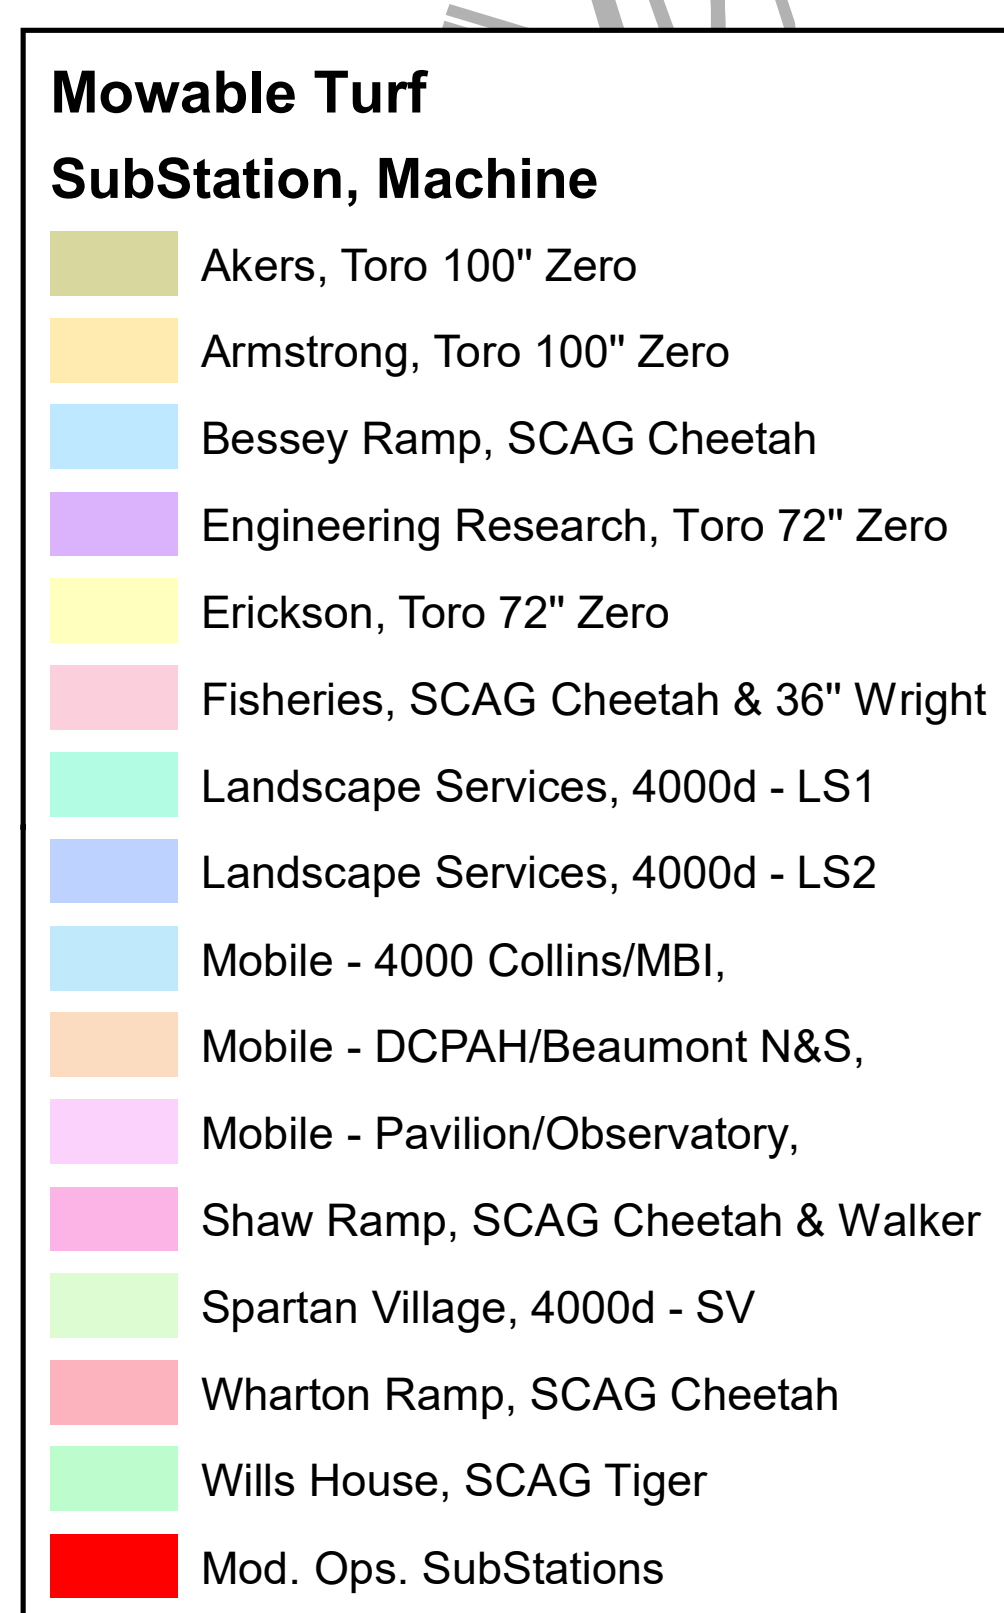 Mowable Turf
SubStation, Machine
Akers, Toro 100" Zero
Armstrong, Toro 100" Zero
Bessey Ramp, SCAG Cheetah
Engineering Research, Toro 72" Zero
Erickson, Toro 72" Zero
Fisheries, SCAG Cheetah & 36" Wright
Landscape Services, 4000d - LS1
Landscape Services, 4000d - LS2
Mobile - 4000 Collins/MBI,
Mobile - DCPAH/Beaumont N&S,
Mobile - Pavilion/Observatory,
Shaw Ramp, SCAG Cheetah & Walker
Spartan Village, 4000d - SV
Wharton Ramp, SCAG Cheetah
Wills House, SCAG Tiger
Mod. Ops. SubStations